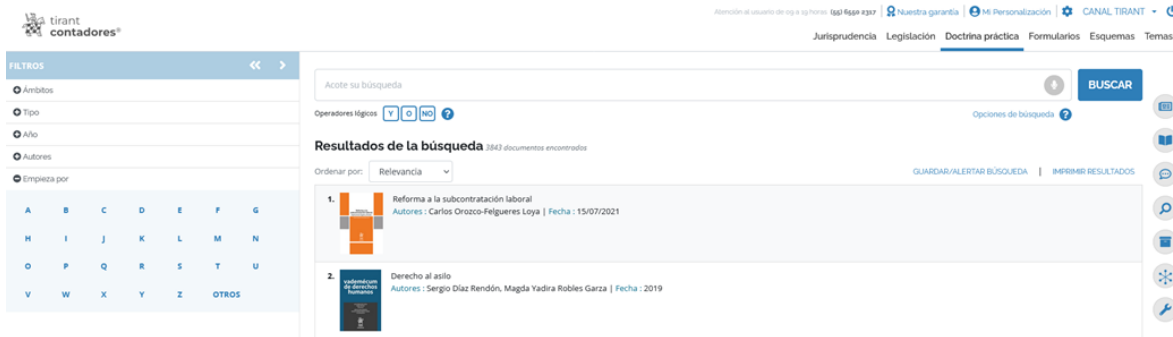 tirant
contadores®
Atención al usuario de 09 a 19 horas (55) 6550 2317
Nuestra garantía
Mi Personalización
CANAL TIRANT
Jurisprudencia Legislación Doctrina práctica Formularios Esquemas Temas
FILTROS
Ámbitos
Tipo
Año
Autores
Empieza por
A B C D E F G
H I J K L M N
O P Q R S T U
V W X Y Z OTROS
Acote su búsqueda
BUSCAR
Operadores lógicos Y O NO ?
Opciones de búsqueda ?
Resultados de la búsqueda 3843 documentos encontrados
Ordenar por: Relevancia
GUARDAR/ALERTAR BÚSQUEDA | IMPRIMIR RESULTADOS
1.
Reforma a la subcontratación laboral
Autores : Carlos Orozco-Felgueres Loya | Fecha : 15/07/2021
2.
vademécum
de derechos
humanos
Derecho al asilo
Autores : Sergio Díaz Rendón, Magda Yadira Robles Garza | Fecha : 2019